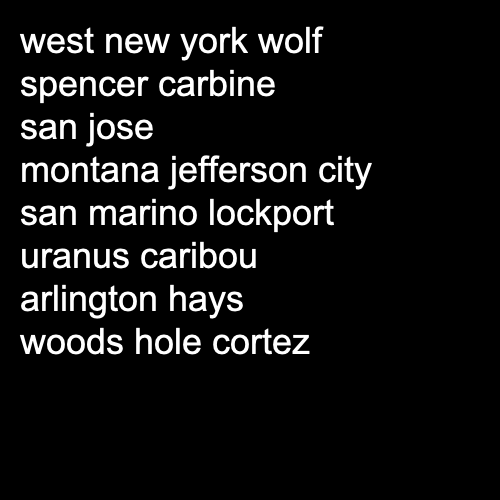 west new york wolf
spencer carbine
san jose
montana jefferson city
san marino lockport
uranus caribou
arlington hays
woods hole cortez